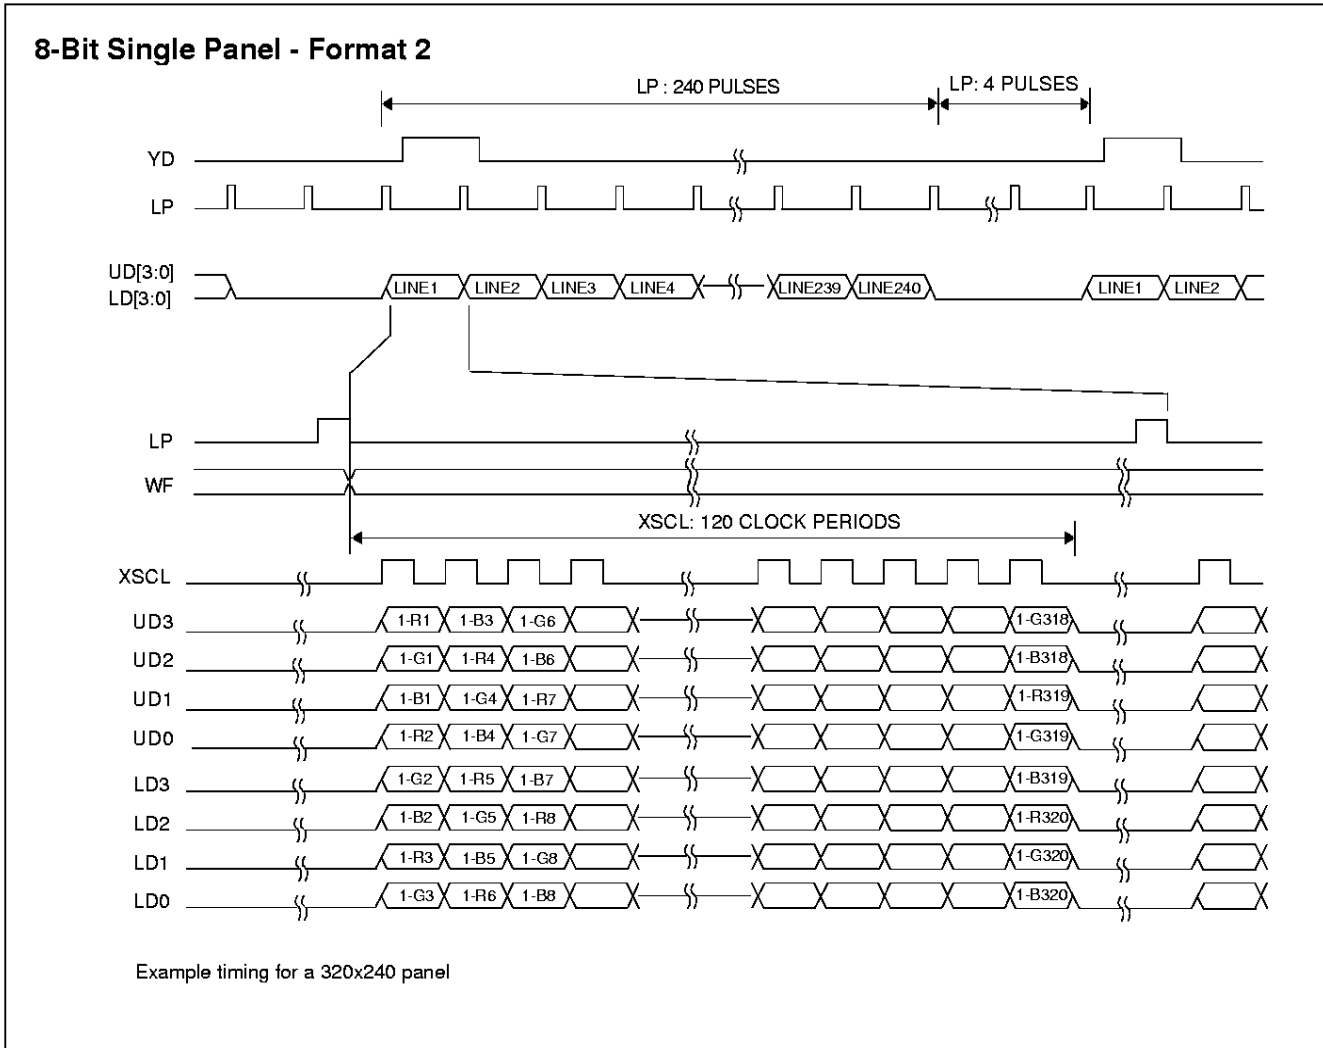 8-Bit Single Panel - Format 2
LP : 240 PULSES LP: 4 PULSES
YD
LP
UD[3:0]
LD[3:0]
LINE1 LINE2 LINE3 LINE4 LINE239 LINE240 LINE1 LINE2
LP
WF
XSCL: 120 CLOCK PERIODS
XSCL
UD3 1-R1 1-B3 1-G6 1-G318
UD2 1-G1 1-R4 1-B6 1-B318
UD1 1-B1 1-G4 1-R7 1-R319
UD0 1-R2 1-B4 1-G7 1-G319
LD3 1-G2 1-R5 1-B7 1-B319
LD2 1-B2 1-G5 1-R8 1-R320
LD1 1-R3 1-B5 1-G8 1-G320
LD0 1-G3 1-R6 1-B8 1-B320
Example timing for a 320x240 panel